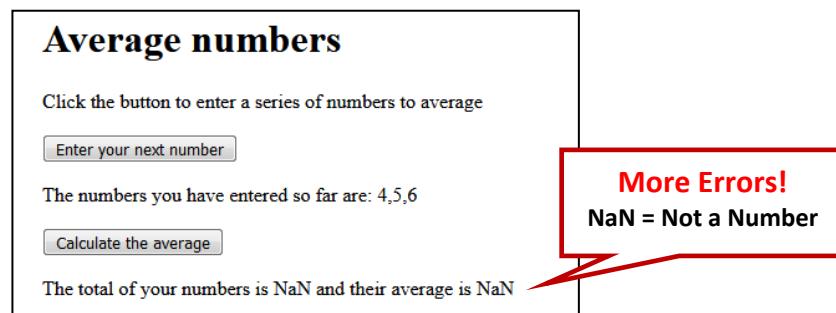 Average numbers
Click the button to enter a series of numbers to average
Enter your next number
The numbers you have entered so far are: 4,5,6
Calculate the average
The total of your numbers is NaN and their average is NaN
More Errors!
NaN = Not a Number